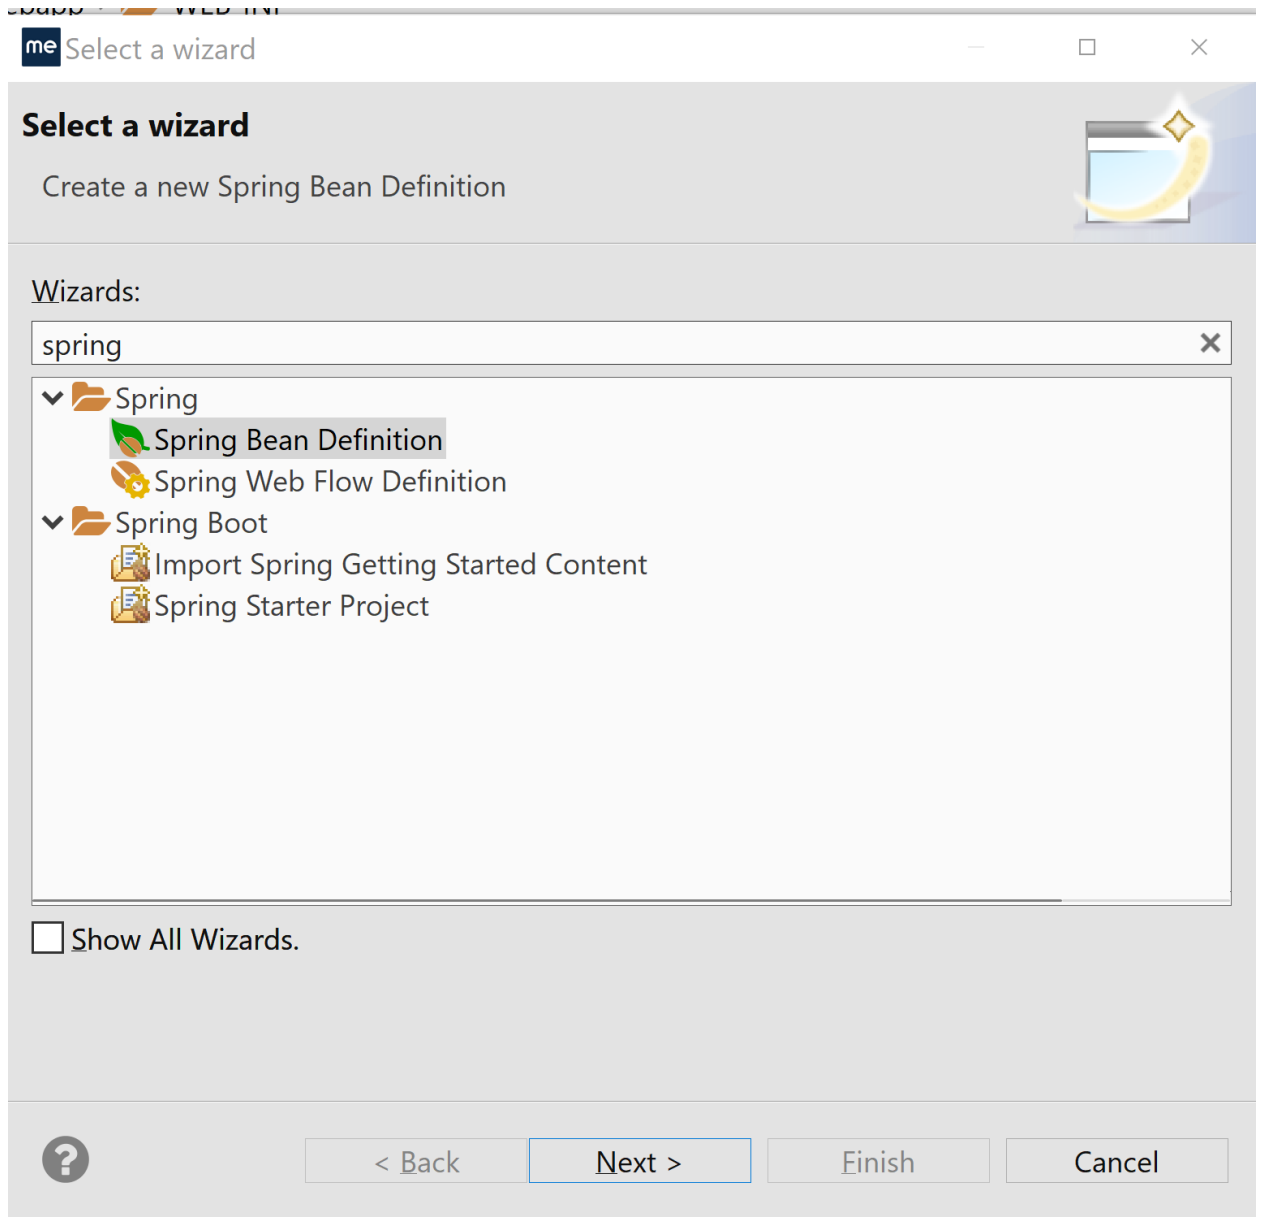 me Select a wizard
Select a wizard
Create a new Spring Bean Definition
Wizards:
spring
Spring
Spring Bean Definition
Spring Web Flow Definition
Spring Boot
Import Spring Getting Started Content
Spring Starter Project
Show All Wizards.
? < Back Next > Finish Cancel